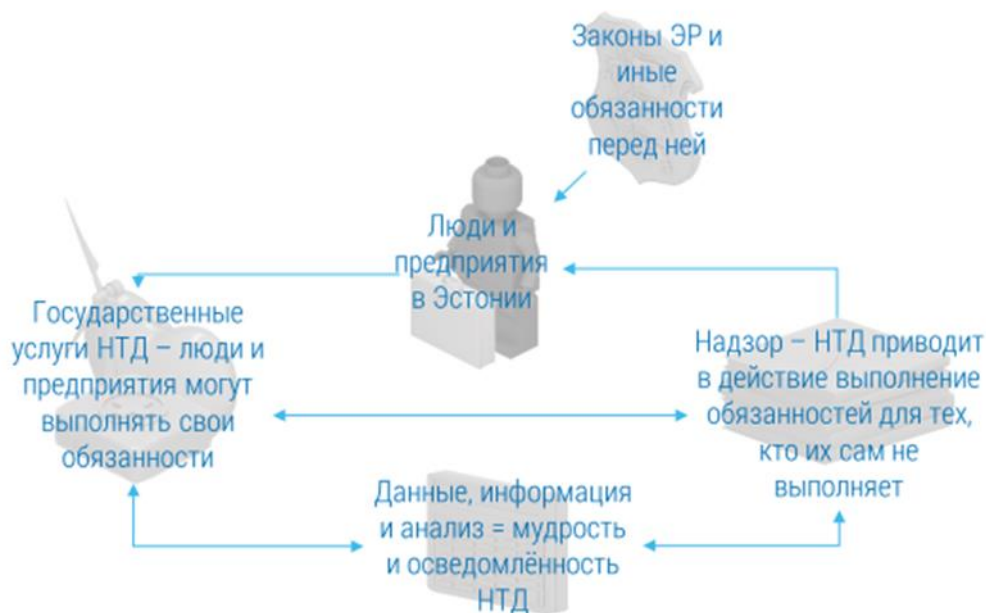 Законы ЭР и
иные
обязанности
перед ней
Люди и
предприятия
в Эстонии
Государственные
услуги НТД – люди и
предприятия могут
выполнять свои
обязанности
Надзор – НТД приводит
в действие выполнение
обязанностей для тех,
кто их сам не
выполняет
Данные, информация
и анализ = мудрость
и осведомлённость
НТД